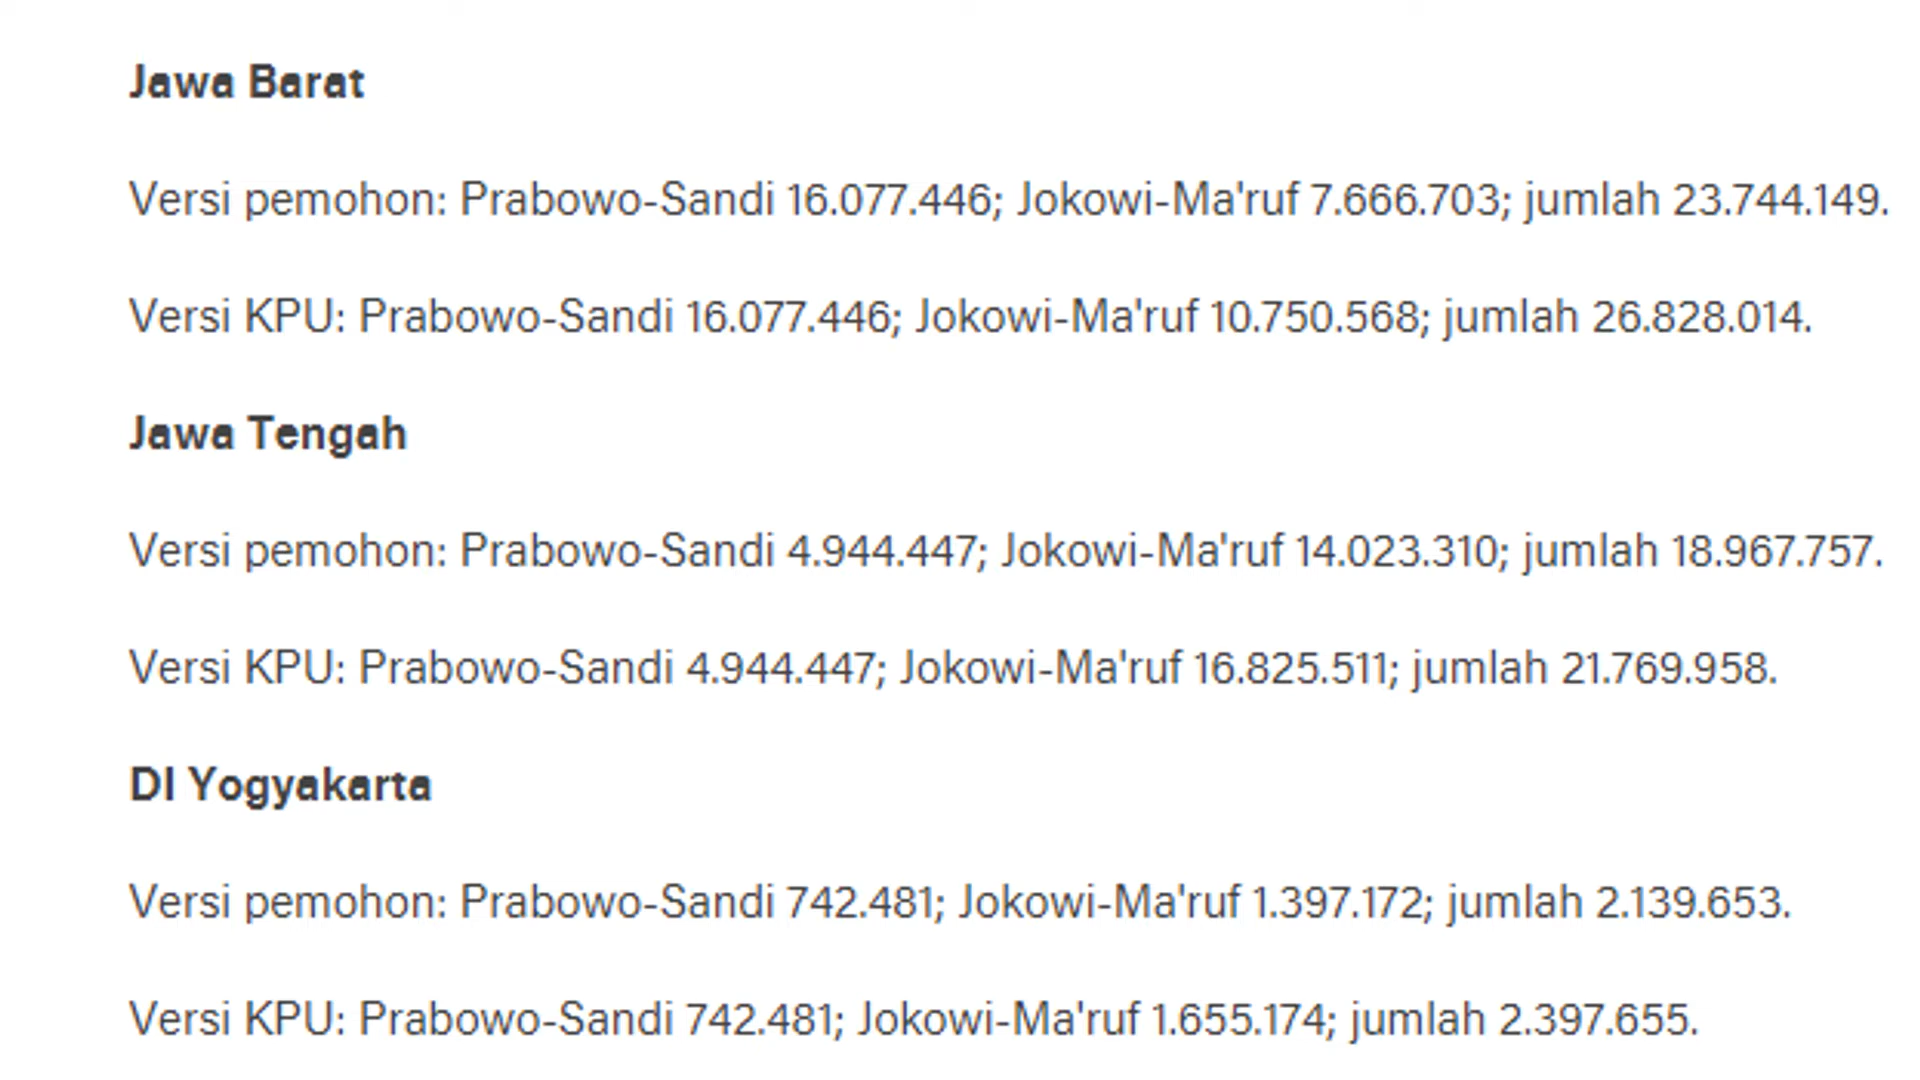 Jawa Barat
Versi pemohon: Prabowo-Sandi 16.077.446; Jokowi-Ma'ruf 7.666.703; jumlah 23.744.149.
Versi KPU: Prabowo-Sandi 16.077.446; Jokowi-Ma'ruf 10.750.568; jumlah 26.828.014.
Jawa Tengah
Versi pemohon: Prabowo-Sandi 4.944.447; Jokowi-Ma'ruf 14.023.310; jumlah 18.967.757.
Versi KPU: Prabowo-Sandi 4.944.447; Jokowi-Ma'ruf 16.825.511; jumlah 21.769.958.
DI Yogyakarta
Versi pemohon: Prabowo-Sandi 742.481; Jokowi-Ma'ruf 1.397.172; jumlah 2.139.653.
Versi KPU: Prabowo-Sandi 742.481; Jokowi-Ma'ruf 1.655.174; jumlah 2.397.655.